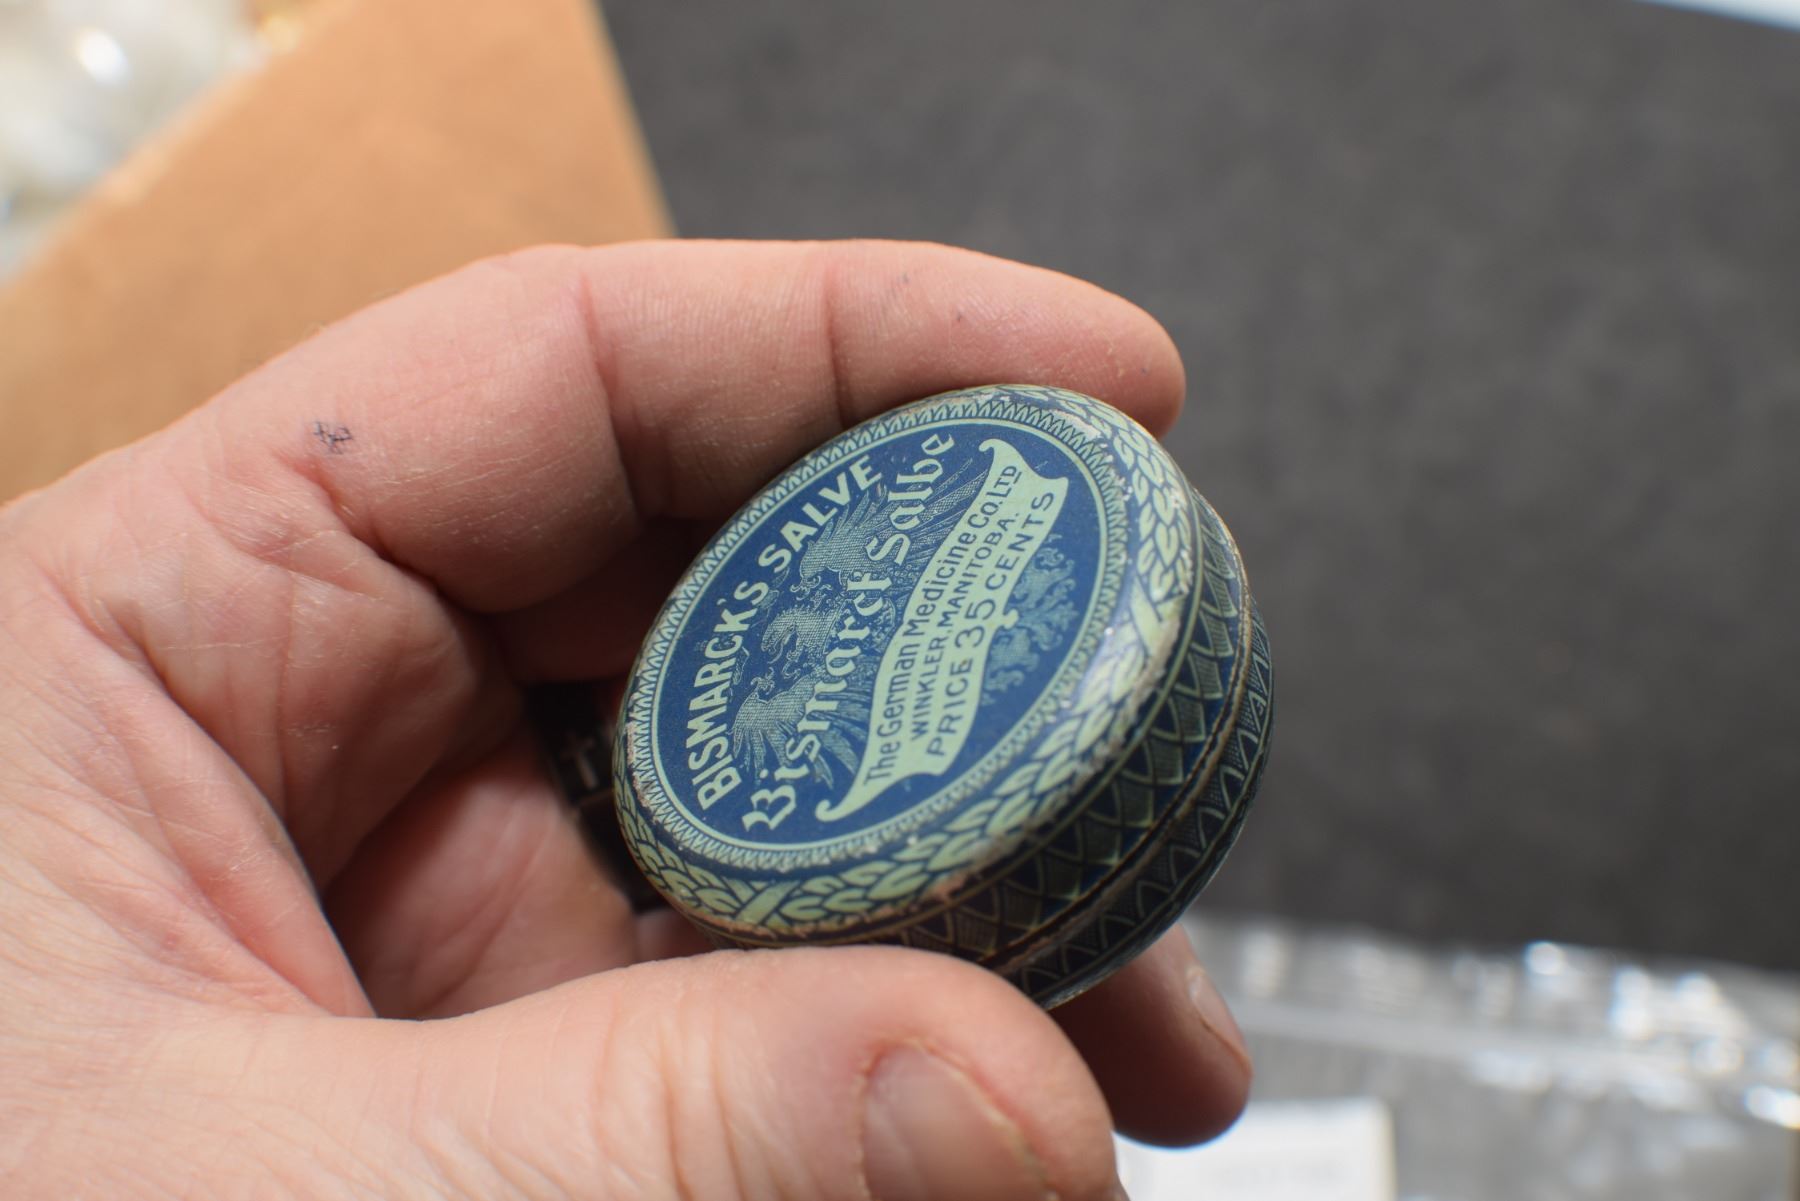 BISMARCK'S SALVE
Bismarck Salbe
The German Medicine Co. LTD
WINKLER, MANITOBA.
PRICE 35 CENTS